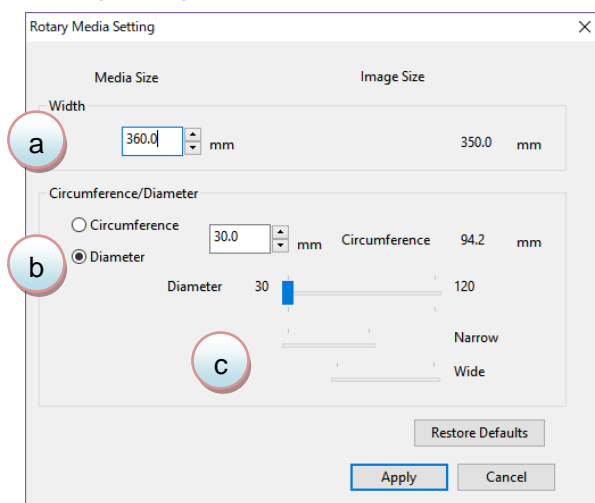 Rotary Media Setting
Media Size Image Size
Width
a 360.0 mm 350.0 mm
Circumference/Diameter
Circumference
30.0 mm Circumference 94.2 mm
b Diameter
Diameter 30 120
Narrow
c
Wide
Restore Defaults
Apply Cancel